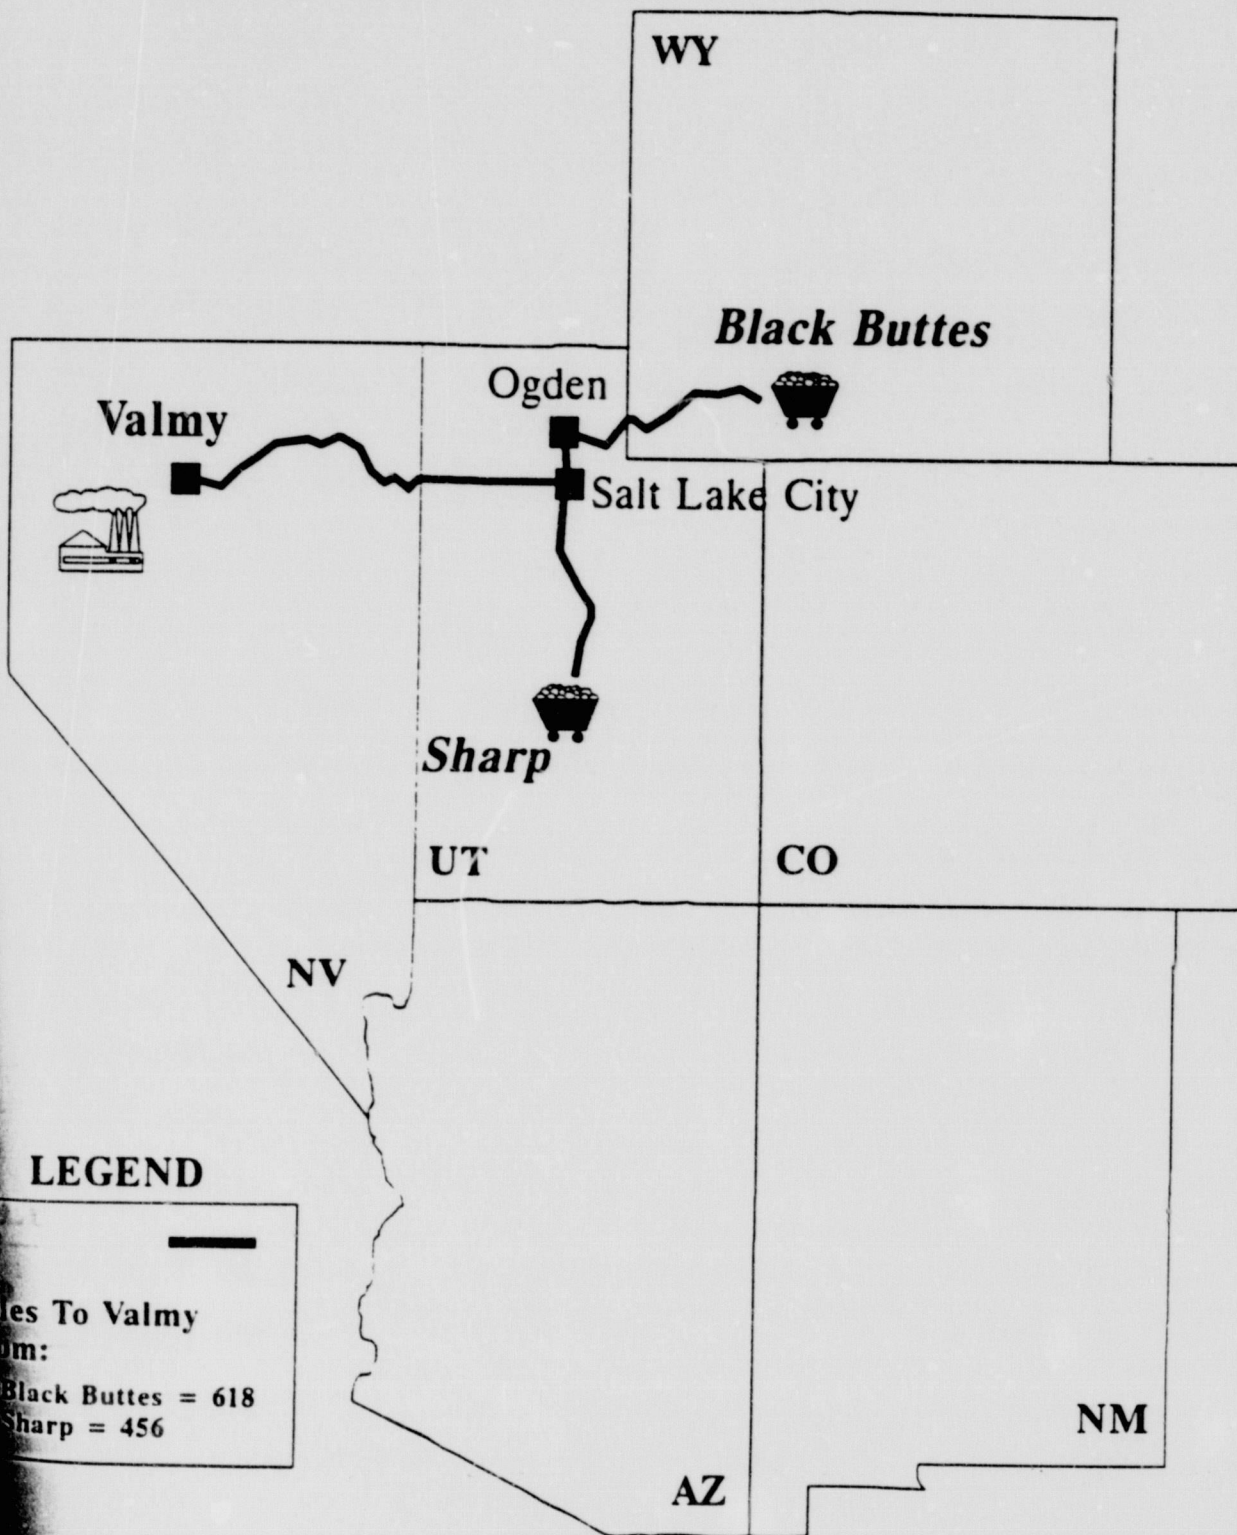 WY
Black Buttes
Ogden
Valmy
Salt Lake City
Sharp
UT
CO
NV
LEGEND
To Valmy
Black Buttes = 618
Sharp = 456
NM
AZ